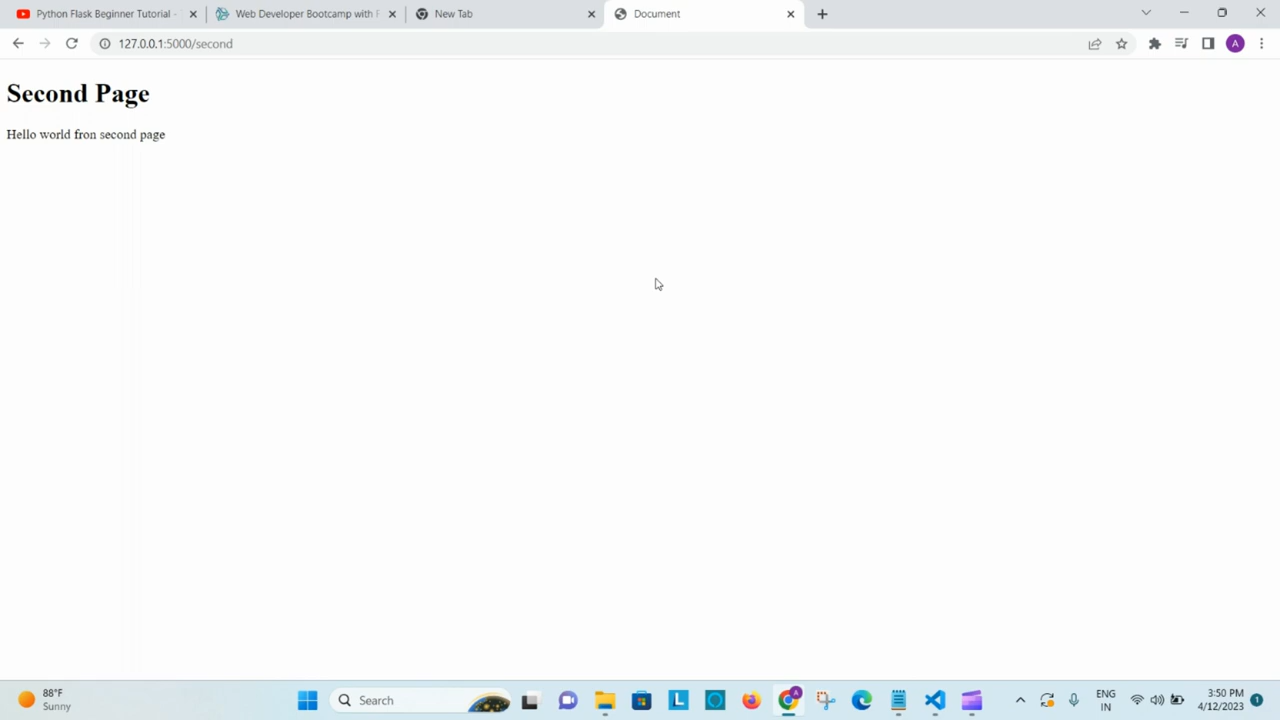 Python Flask Beginner Tutorial -
Web Developer Bootcamp with F
New Tab
Document
127.0.0.1:5000/second
A
Second Page
Hello world fron second page
88°F
Sunny
Search
L
A
ENG
IN
3:50 PM
4/12/2023
1